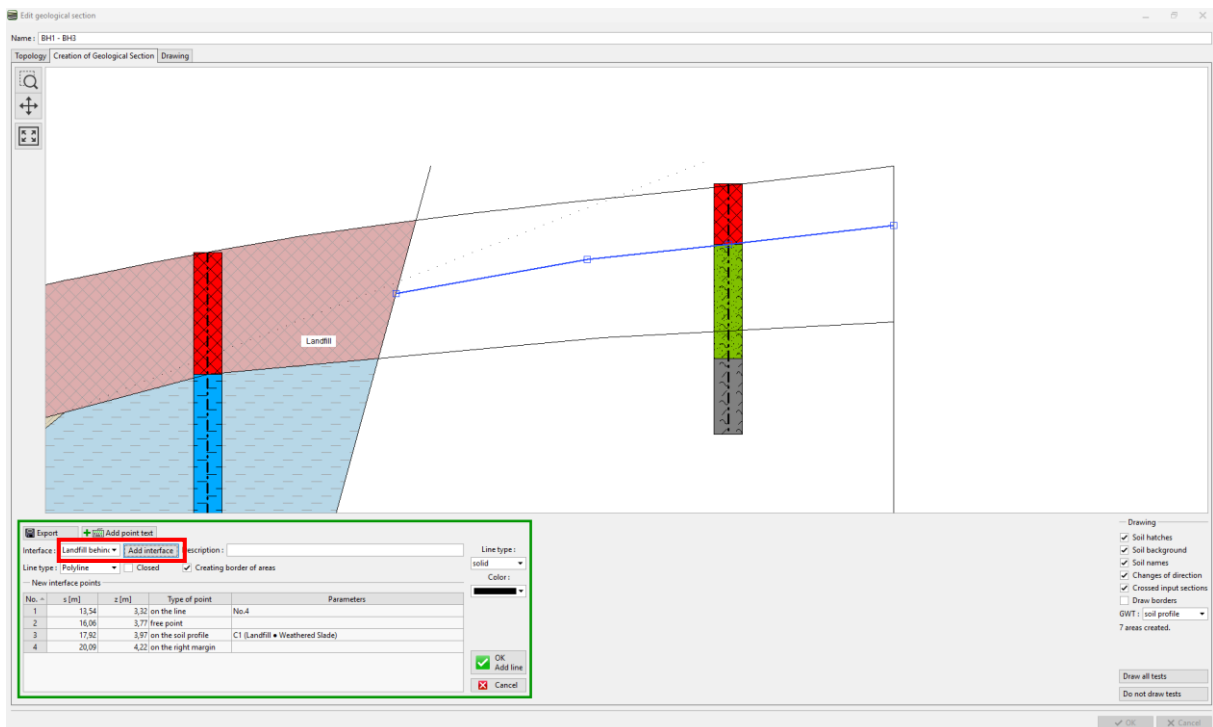 Edit geological section
Name : BH1 - BH3
Topology Creation of Geological Section Drawing
Landfill
Export Add point text
Interface : Landfill behin Add interface Description :
Line type : Polyline Closed Creating border of areas
Line type :
solid
Color :
New interface points
No. s [m] z [m] Type of point Parameters
1 13,54 3,32 on the line No.4
2 16,06 3,77 free point
3 17,92 3,97 on the soil profile C1 (Landfill ● Weathered Slade)
4 20,09 4,22 on the right margin
OK
Add line
Cancel
Drawing
Soil hatches
Soil background
Soil names
Changes of direction
Crossed input sections
Draw borders
GWT : soil profile
7 areas created.
Draw all tests
Do not draw tests
OK Cancel